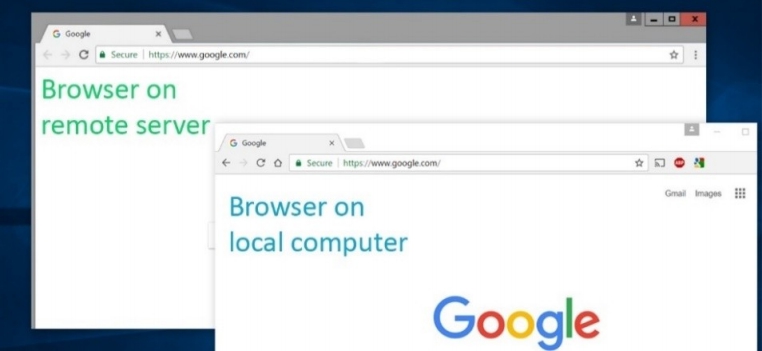 Google
Secure | https://www.google.com/
Browser on
remote server
Google
Secure | https://www.google.com/
ABP
Gmail Images
Browser on
local computer
Google